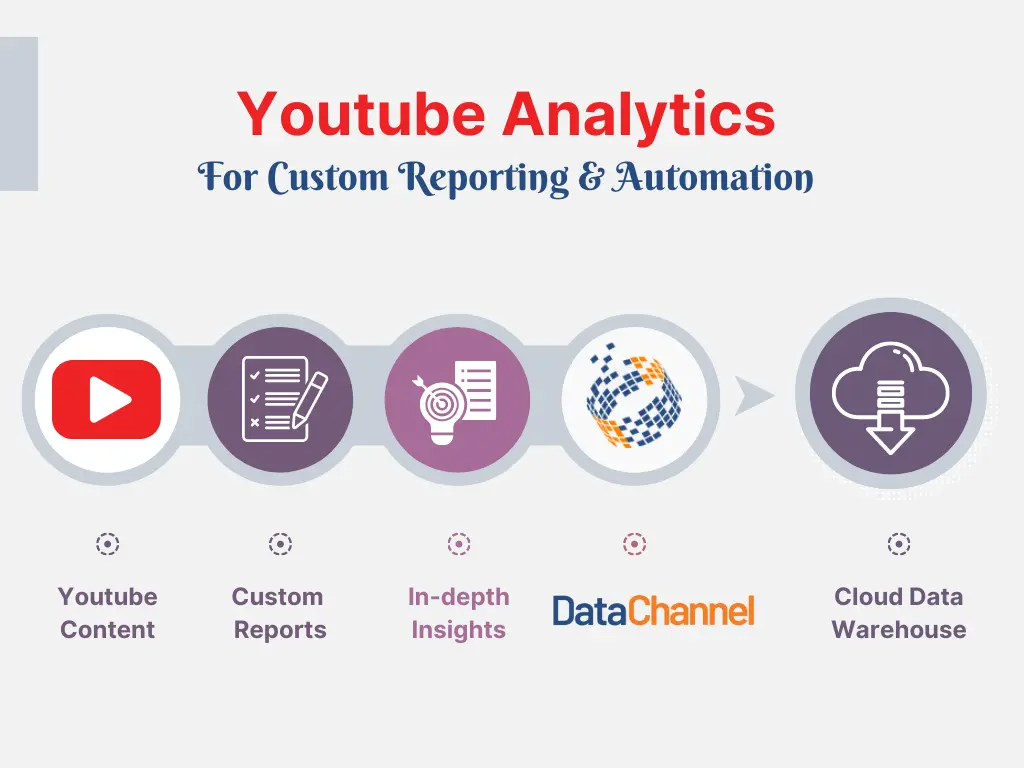 Youtube Analytics
For Custom Reporting & Automation
Youtube
Content
Custom
Reports
In-depth
Insights
DataChannel
Cloud Data
Warehouse